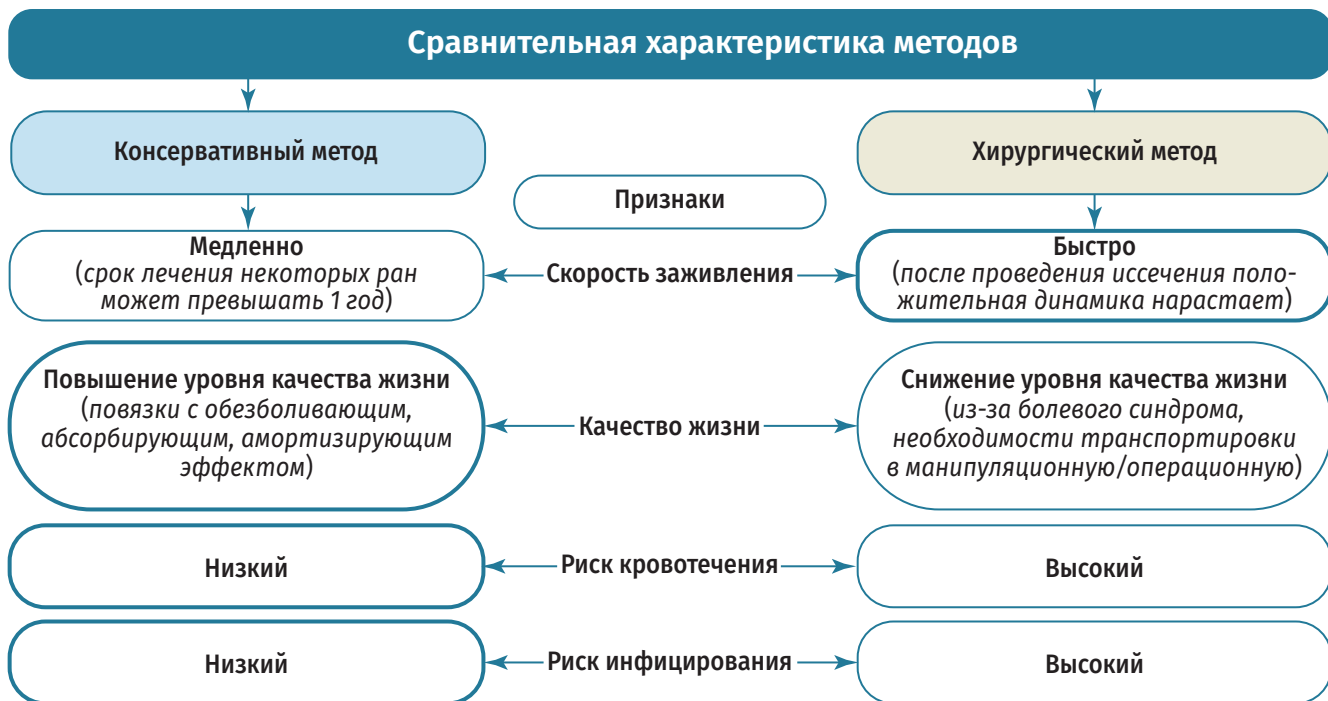 Сравнительная характеристика методов
Консервативный метод
Хирургический метод
Признаки
Медленно
(срок лечения некоторых ран
может превышать 1 год)
Скорость заживления
Быстро
(после проведения иссечения поло-
жительная динамика нарастает)
Повышение уровня качества жизни
(повязки с обезболивающим,
абсорбирующим, амортизирующим
эффектом)
Качество жизни
Снижение уровня качества жизни
(из-за болевого синдрома,
необходимости транспортировки
в манипуляционную/операционную)
Низкий
Риск кровотечения
Высокий
Низкий
Риск инфицирования
Высокий